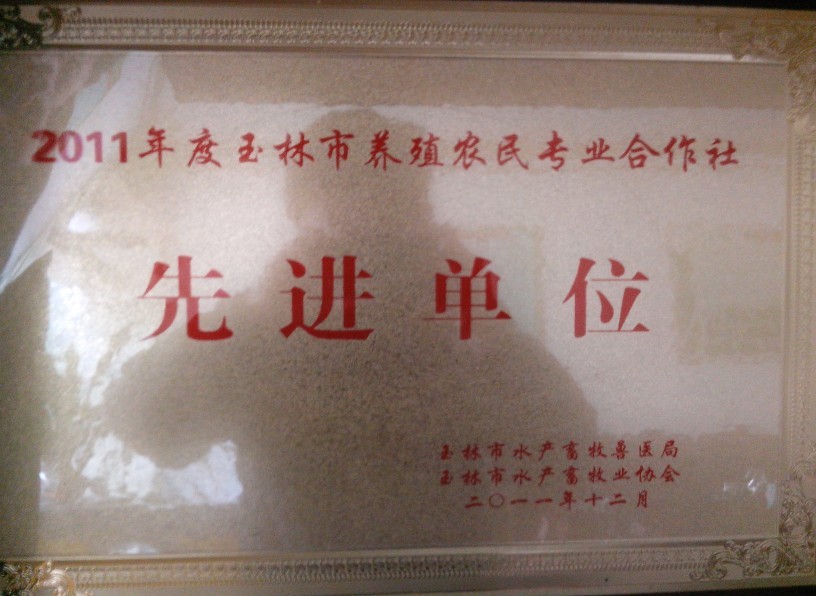 2011年度玉林市养殖农民专业合作社
先进单位
玉林市水产畜牧兽医局
玉林市水产畜牧业协会
二〇一一年十二月